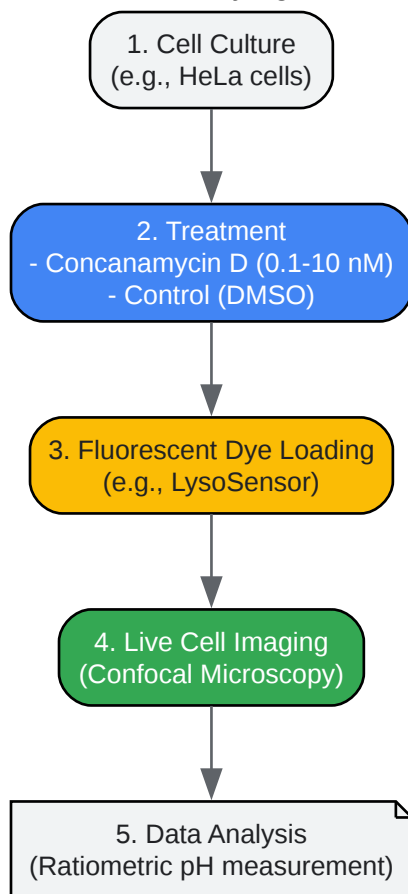 1. Cell Culture
(e.g., HeLa cells)
2. Treatment
- Concanamycin D (0.1-10 nM)
- Control (DMSO)
3. Fluorescent Dye Loading
(e.g., LysoSensor)
4. Live Cell Imaging
(Confocal Microscopy)
5. Data Analysis
(Ratiometric pH measurement)